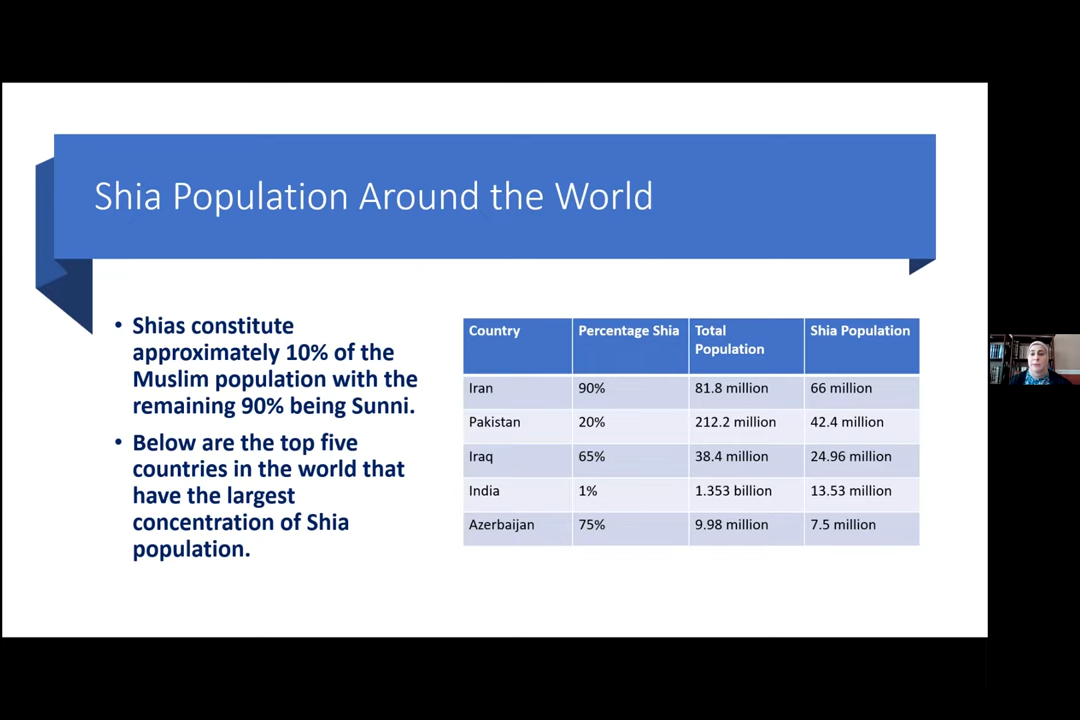 Shia Population Around the World
• Shias constitute
approximately 10% of the
Muslim population with the
remaining 90% being Sunni.
• Below are the top five
countries in the world that
have the largest
concentration of Shia
population.
Country Percentage Shia Total Population Shia Population
Iran 90% 81.8 million 66 million
Pakistan 20% 212.2 million 42.4 million
Iraq 65% 38.4 million 24.96 million
India 1% 1.353 billion 13.53 million
Azerbaijan 75% 9.98 million 7.5 million